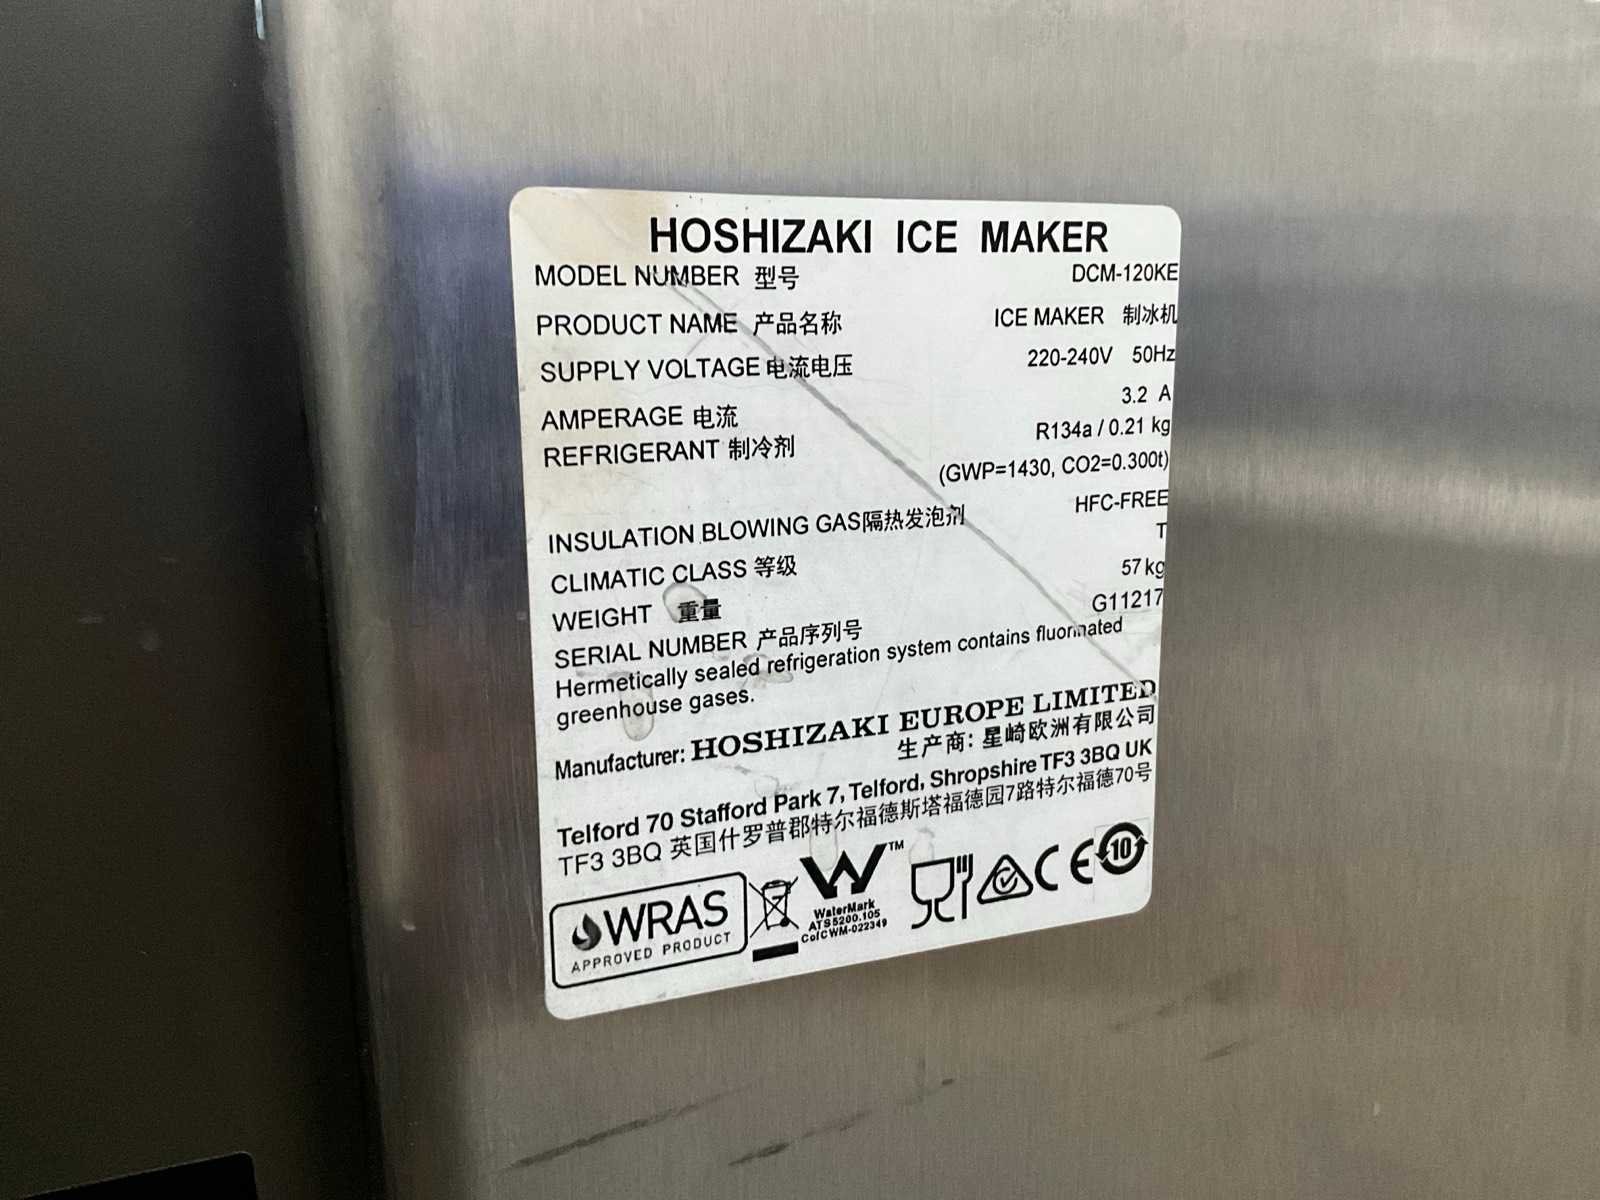 HOSHIZAKI ICE MAKER
MODEL NUMBER 型号 DCM-120KE
PRODUCT NAME 产品名称 ICE MAKER 制冰机
SUPPLY VOLTAGE 电流电压 220-240V 50Hz
AMPERAGE 电流 3.2 A
REFRIGERANT 制冷剂 R134a / 0.21 kg
(GWP=1430, CO2=0.300t)
INSULATION BLOWING GAS隔热发泡剂 HFC-FREE
CLIMATIC CLASS 等级 T
WEIGHT 重量 57 kg
SERIAL NUMBER 产品序列号 G11217
Hermetically sealed refrigeration system contains fluorinated
greenhouse gases.
Manufacturer: HOSHIZAKI EUROPE LIMITED
生产商: 星崎欧洲有限公司
Telford 70 Stafford Park 7, Telford, Shropshire TF3 3BQ UK
TF3 3BQ 英国什罗普郡特尔福德斯塔福德园7路特尔福德70号
WRAS
APPROVED PRODUCT
W™
WaterMark
ATS5200.105
CofCWM-022349
CE
10